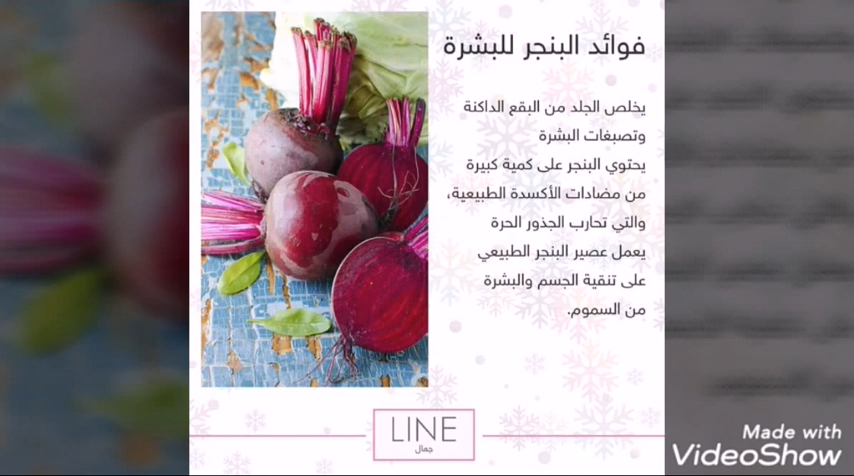 فوائد البنجر للبشرة
يخلص الجلد من البقع الداكنة
وتصبغات البشرة
يحتوي البنجر على كمية كبيرة
من مضادات الأكسدة الطبيعية،
والتي تحارب الجذور الحرة
يعمل عصير البنجر الطبيعي
على تنقية الجسم والبشرة
من السموم.
LINE
جمال
Made with
VideoShow